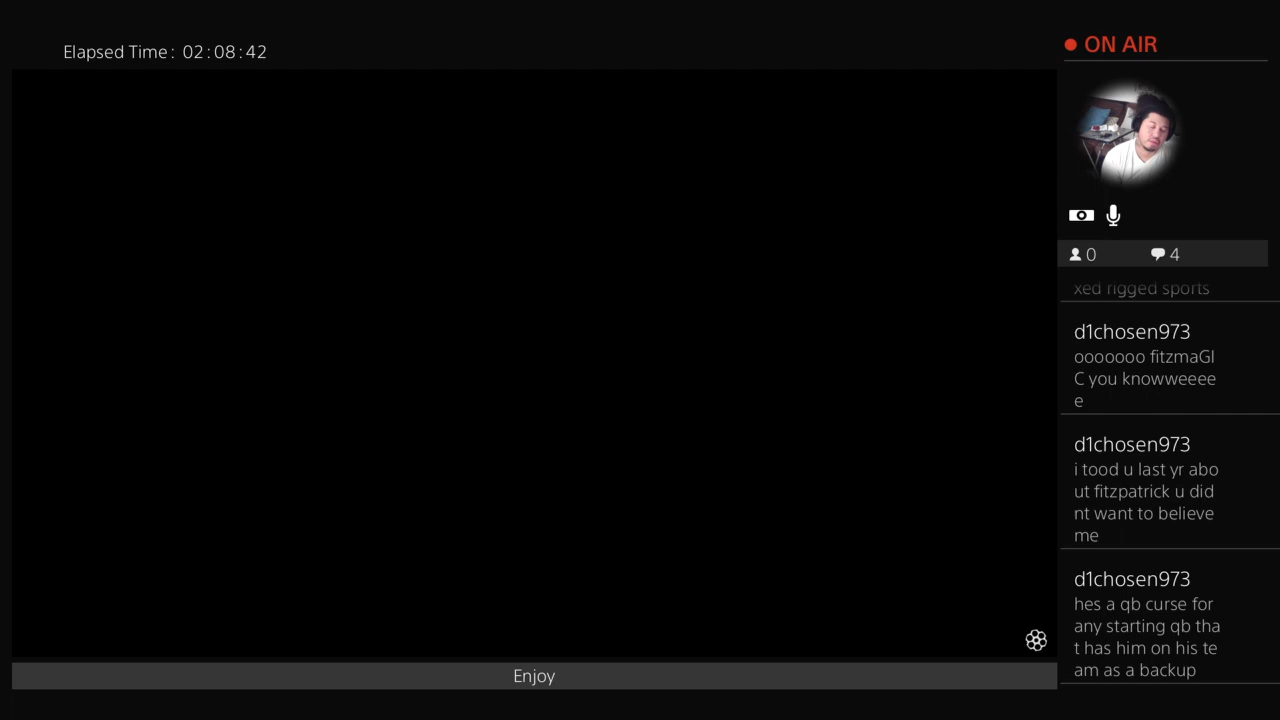 Elapsed Time: 02:08:42
ON AIR
0
4
xed rigged sports
d1chosen973
ooooooo fitzmaGI
C you knowweeee
e
d1chosen973
i tood u last yr abo
ut fitzpatrick u did
nt want to believe
me
d1chosen973
hes a qb curse for
any starting qb tha
t has him on his te
am as a backup
Enjoy